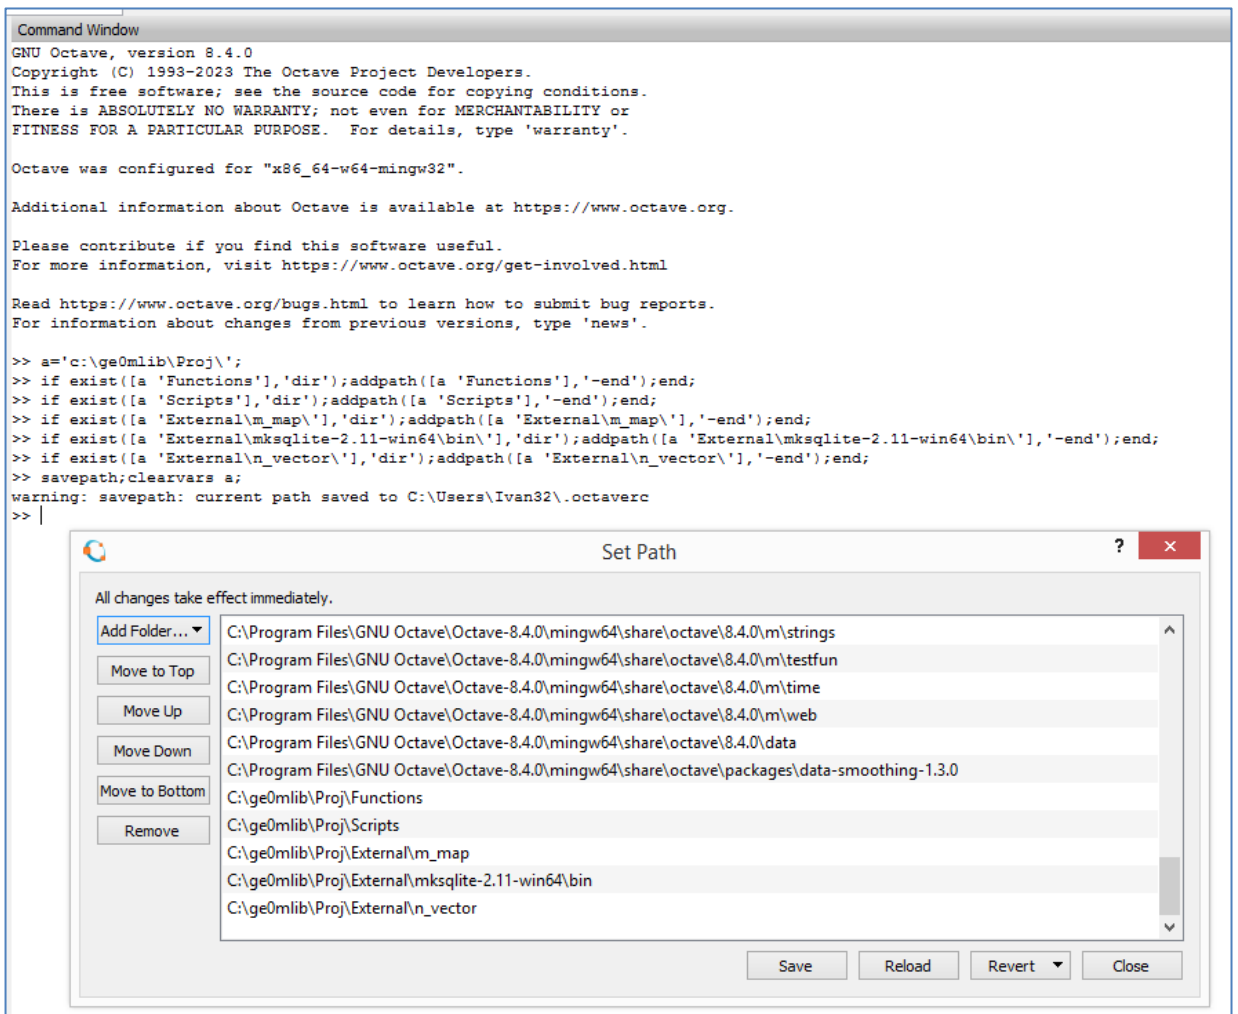 Command Window
GNU Octave, version 8.4.0
Copyright (C) 1993-2023 The Octave Project Developers.
This is free software; see the source code for copying conditions.
There is ABSOLUTELY NO WARRANTY; not even for MERCHANTABILITY or
FITNESS FOR A PARTICULAR PURPOSE.  For details, type 'warranty'.
Octave was configured for "x86_64-w64-mingw32".
Additional information about Octave is available at https://www.octave.org.
Please contribute if you find this software useful.
For more information, visit https://www.octave.org/get-involved.html
Read https://www.octave.org/bugs.html to learn how to submit bug reports.
For information about changes from previous versions, type 'news'.
>> a='c:\ge0mlib\Proj\';
>> if exist([a 'Functions'],'dir');addpath([a 'Functions'],'-end');end;
>> if exist([a 'Scripts'],'dir');addpath([a 'Scripts'],'-end');end;
>> if exist([a 'External\m_map\'],'dir');addpath([a 'External\m_map\'],'-end');end;
>> if exist([a 'External\mksqlite-2.11-win64\bin\'],'dir');addpath([a 'External\mksqlite-2.11-win64\bin\'],'-end');end;
>> if exist([a 'External\n_vector\'],'dir');addpath([a 'External\n_vector\'],'-end');end;
>> savepath;clearvars a;
warning: savepath: current path saved to C:\Users\Ivan32\.octaverc
>>
Set Path
? ×
All changes take effect immediately.
Add Folder...
Move to Top
Move Up
Move Down
Move to Bottom
Remove
C:\Program Files\GNU Octave\Octave-8.4.0\mingw64\share\octave\8.4.0\m\strings
C:\Program Files\GNU Octave\Octave-8.4.0\mingw64\share\octave\8.4.0\m\testfun
C:\Program Files\GNU Octave\Octave-8.4.0\mingw64\share\octave\8.4.0\m\time
C:\Program Files\GNU Octave\Octave-8.4.0\mingw64\share\octave\8.4.0\m\web
C:\Program Files\GNU Octave\Octave-8.4.0\mingw64\share\octave\8.4.0\data
C:\Program Files\GNU Octave\Octave-8.4.0\mingw64\share\octave\packages\data-smoothing-1.3.0
C:\ge0mlib\Proj\Functions
C:\ge0mlib\Proj\Scripts
C:\ge0mlib\Proj\External\m_map
C:\ge0mlib\Proj\External\mksqlite-2.11-win64\bin
C:\ge0mlib\Proj\External\n_vector
Save
Reload
Revert
Close